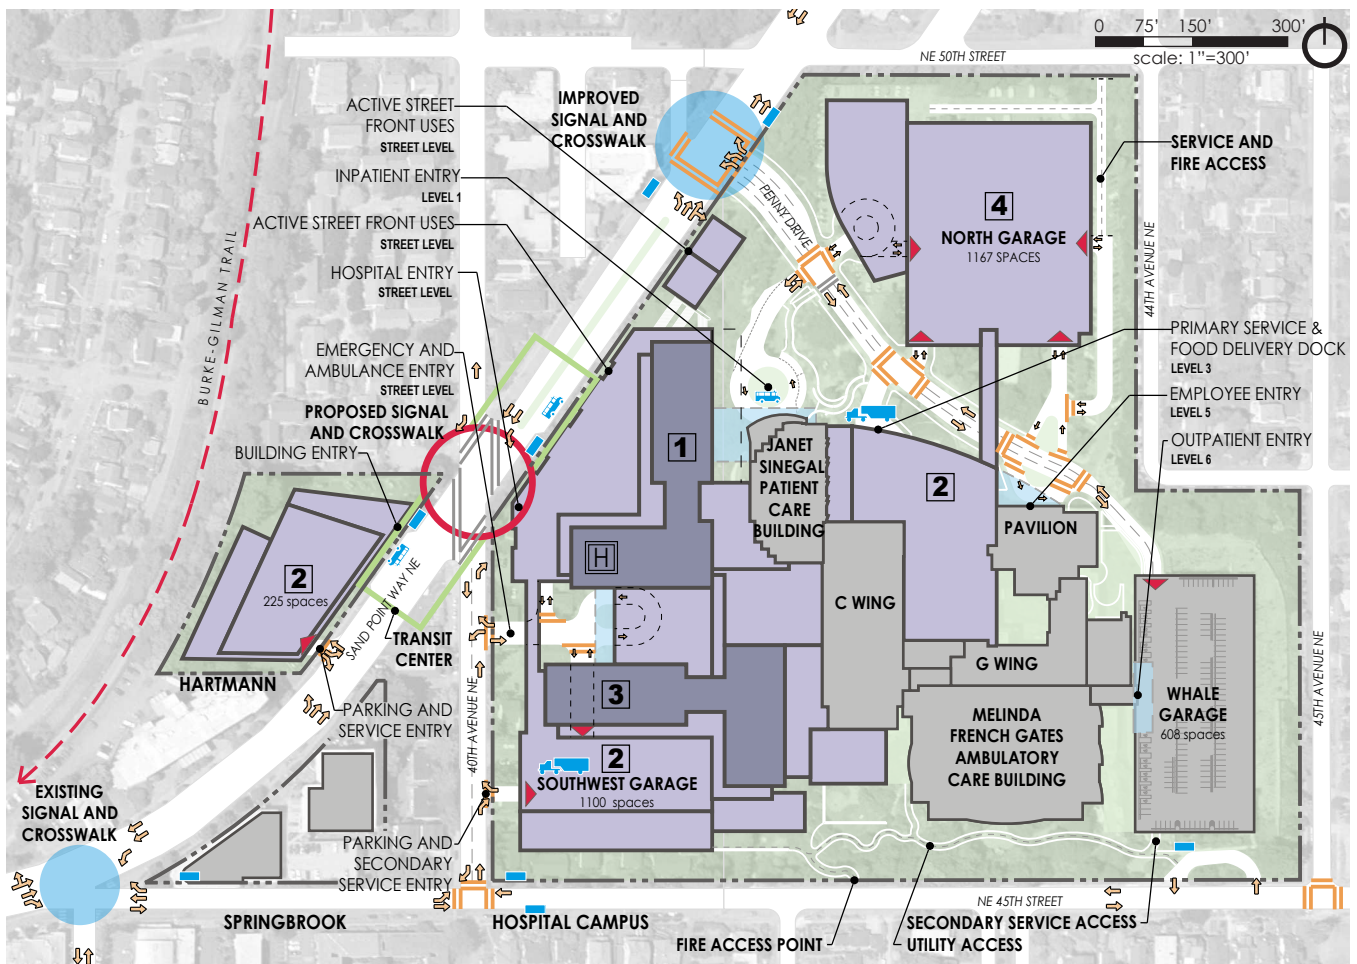 0 75' 150' 300'
scale: 1"=300'
NE 50TH STREET
ACTIVE STREET
FRONT USES
STREET LEVEL
IMPROVED
SIGNAL AND
CROSSWALK
INPATIENT ENTRY
LEVEL 1
ACTIVE STREET FRONT USES
STREET LEVEL
HOSPITAL ENTRY
STREET LEVEL
EMERGENCY AND
AMBULANCE ENTRY
STREET LEVEL
PROPOSED SIGNAL
AND CROSSWALK
BUILDING ENTRY
BURKE-GILMAN TRAIL
PENNY DRIVE
4
NORTH GARAGE
1167 SPACES
SERVICE AND
FIRE ACCESS
44TH AVENUE NE
PRIMARY SERVICE &
FOOD DELIVERY DOCK
LEVEL 3
EMPLOYEE ENTRY
LEVEL 5
OUTPATIENT ENTRY
LEVEL 6
1
JANET
SINEGAL
PATIENT
CARE
BUILDING
2
PAVILION
H
C WING
G WING
2
225 spaces
SAND POINT WAY NE
TRANSIT
CENTER
HARTMANN
PARKING AND
SERVICE ENTRY
40TH AVENUE NE
3
2
SOUTHWEST GARAGE
1100 spaces
MELINDA
FRENCH GATES
AMBULATORY
CARE BUILDING
WHALE
GARAGE
608 spaces
45TH AVENUE NE
EXISTING
SIGNAL AND
CROSSWALK
PARKING AND
SECONDARY
SERVICE ENTRY
NE 45TH STREET
SPRINGBROOK
HOSPITAL CAMPUS
FIRE ACCESS POINT
SECONDARY SERVICE ACCESS
UTILITY ACCESS